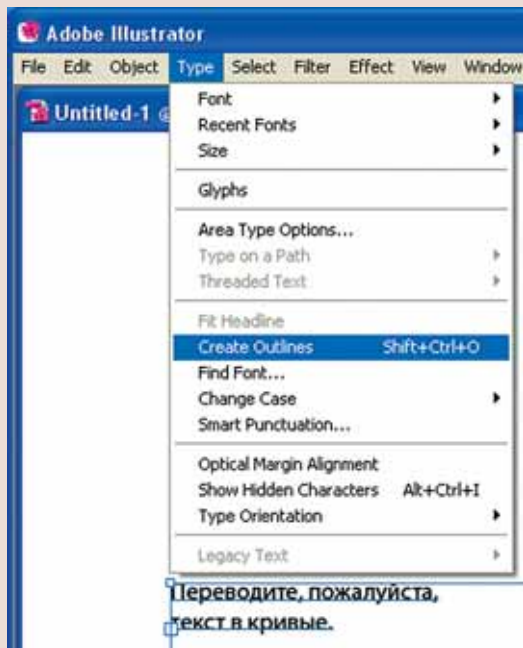 Adobe Illustrator
File Edit Object Type Select Filter Effect View Window
Untitled-1 @
Font
Recent Fonts
Size
Glyphs
Area Type Options...
Type on a Path
Threaded Text
Fit Headline
Create Outlines Shift+Ctrl+O
Find Font...
Change Case
Smart Punctuation...
Optical Margin Alignment
Show Hidden Characters Alt+Ctrl+I
Type Orientation
Legacy Text
Переводите, пожалуйста,
текст в кривые.